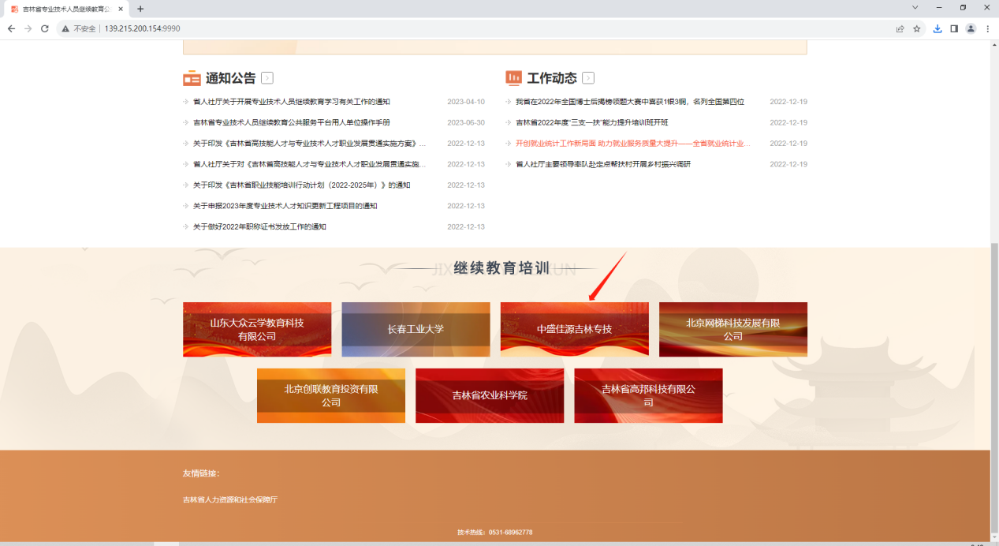 吉林省专业技术人员继续教育公
不安全
139.215.200.154:9990
通知公告
省人社厅关于开展专业技术人员继续教育学习有关工作的通知 2023-04-10
吉林省专业技术人员继续教育公共服务平台用人单位操作手册 2023-06-30
关于印发《吉林省高技能人才与专业技术人才职业发展贯通实施方案》... 2022-12-13
省人社厅关于对《吉林省高技能人才与专业技术人才职业发展贯通实施... 2022-12-13
关于印发《吉林省职业技能培训行动计划（2022-2025年）》的通知 2022-12-13
关于申报2023年度专业技术人才知识更新工程项目的通知 2022-12-13
关于做好2022年职称证书发放工作的通知 2022-12-13
工作动态
我省在2022年全国博士后揭榜领题大赛中喜获1银3铜，名列全国第四位 2022-12-19
吉林省2022年度“三支一扶”能力提升培训班开班 2022-12-19
开创就业统计工作新局面 助力就业服务质量大提升——全省就业统计业... 2022-12-19
省人社厅主要领导率队赴定点帮扶村开展乡村振兴调研 2022-12-19
继续教育培训
山东大众云学教育科技
有限公司
长春工业大学
中盛佳源吉林专技
北京网梯科技发展有限
公司
北京创联教育投资有限
公司
吉林省农业科学院
吉林省高邦科技有限公
司
友情链接：
吉林省人力资源和社会保障厅
技术热线：0531-68962778